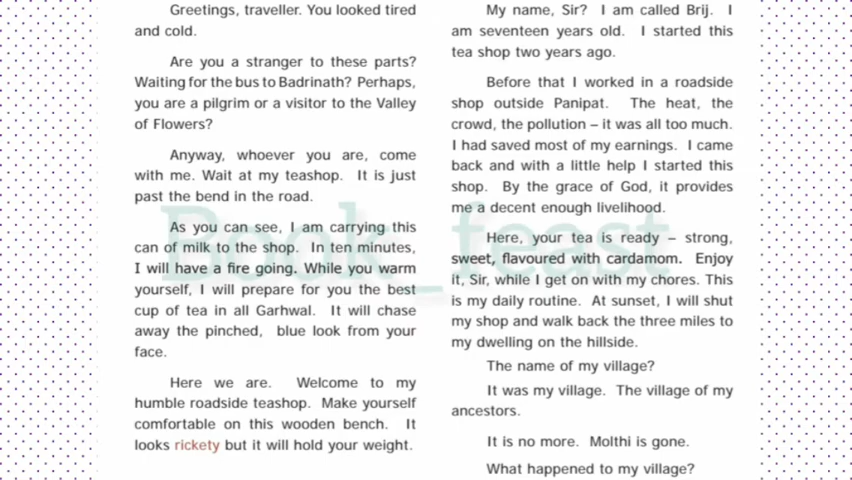 Greetings, traveller. You looked tired
and cold.
Are you a stranger to these parts?
Waiting for the bus to Badrinath? Perhaps,
you are a pilgrim or a visitor to the Valley
of Flowers?
Anyway, whoever you are, come
with me. Wait at my teashop. It is just
past the bend in the road.
As you can see, I am carrying this
can of milk to the shop. In ten minutes,
I will have a fire going. While you warm
yourself, I will prepare for you the best
cup of tea in all Garhwal. It will chase
away the pinched, blue look from your
face.
Here we are. Welcome to my
humble roadside teashop. Make yourself
comfortable on this wooden bench. It
looks rickety but it will hold your weight.
My name, Sir? I am called Brij. I
am seventeen years old. I started this
tea shop two years ago.
Before that I worked in a roadside
shop outside Panipat. The heat, the
crowd, the pollution – it was all too much.
I had saved most of my earnings. I came
back and with a little help I started this
shop. By the grace of God, it provides
me a decent enough livelihood.
Here, your tea is ready – strong,
sweet, flavoured with cardamom. Enjoy
it, Sir, while I get on with my chores. This
is my daily routine. At sunset, I will shut
my shop and walk back the three miles to
my dwelling on the hillside.
The name of my village?
It was my village. The village of my
ancestors.
It is no more. Molthi is gone.
What happened to my village?
Book_feast